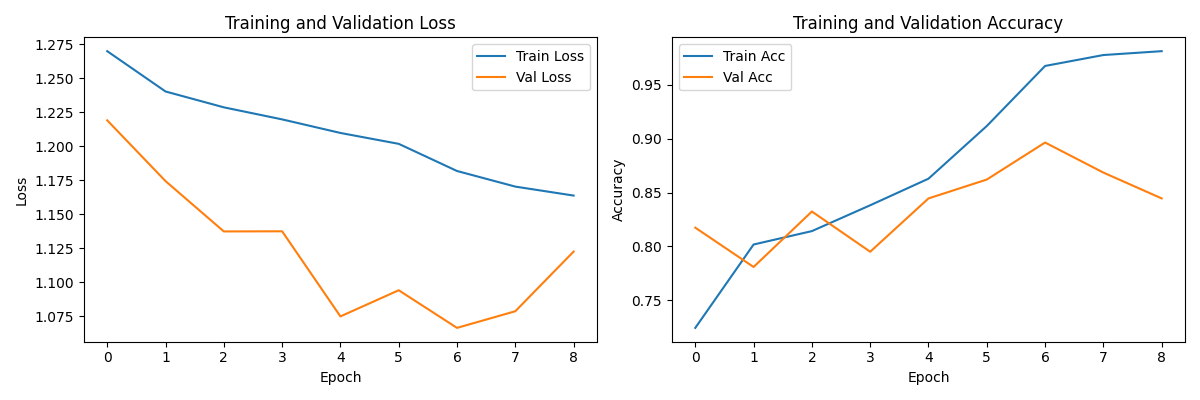 Training and Validation Loss
1.275
1.250
1.225
1.200
1.175
1.150
1.125
1.100
1.075
Loss
Train Loss
Val Loss
0 1 2 3 4 5 6 7 8
Epoch
Training and Validation Accuracy
0.95
0.90
0.85
0.80
0.75
Accuracy
Train Acc
Val Acc
0 1 2 3 4 5 6 7 8
Epoch